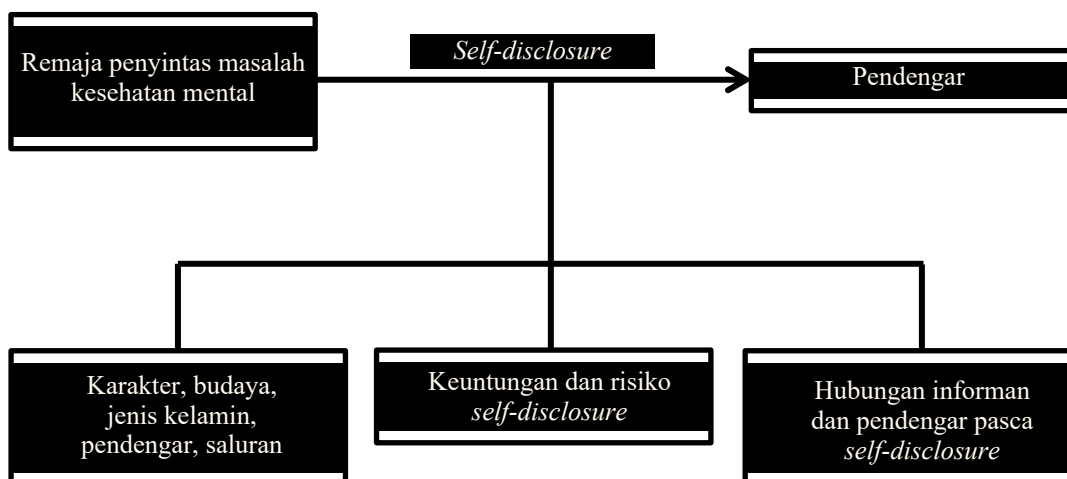 Remaja penyintas masalah
kesehatan mental
Self-disclosure
Pendengar
Karakter, budaya,
jenis kelamin,
pendengar, saluran
Keuntungan dan risiko
self-disclosure
Hubungan informan
dan pendengar pasca
self-disclosure